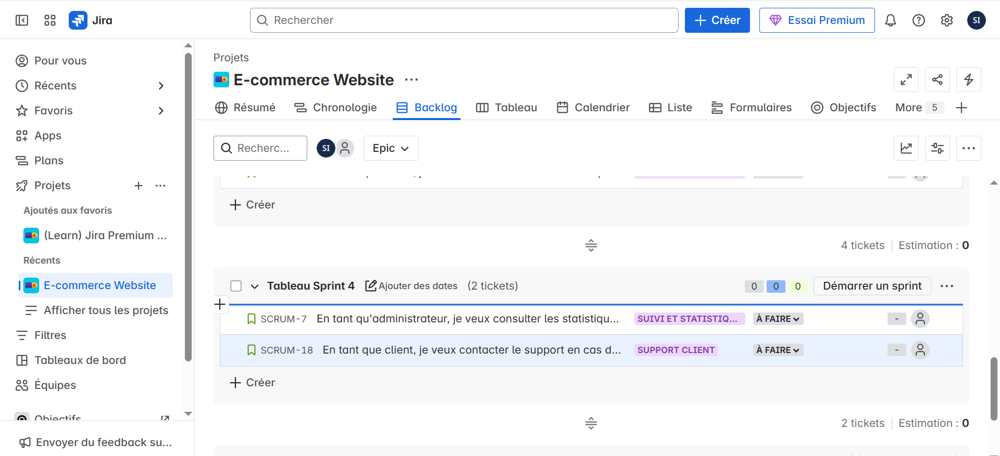 Jira
Rechercher
Créer
Essai Premium
SI
Pour vous
Récents
Favoris
Apps
Plans
Projets
Ajoutés aux favoris
(Learn) Jira Premium ...
Récents
E-commerce Website
Afficher tous les projets
Filtres
Tableaux de bord
Équipes
Objectifs
Envoyer du feedback su...
Projets
E-commerce Website
Résumé Chronologie Backlog Tableau Calendrier Liste Formulaires Objectifs More 5
Recherc... SI Epic
Créer
4 tickets Estimation : 0
Tableau Sprint 4 Ajouter des dates (2 tickets) 0 0 0 Démarrer un sprint
SCRUM-7 En tant qu'administrateur, je veux consulter les statistiqu... SUIVI ET STATISTIQ... À FAIRE -
SCRUM-18 En tant que client, je veux contacter le support en cas d... SUPPORT CLIENT À FAIRE -
Créer
2 tickets Estimation : 0